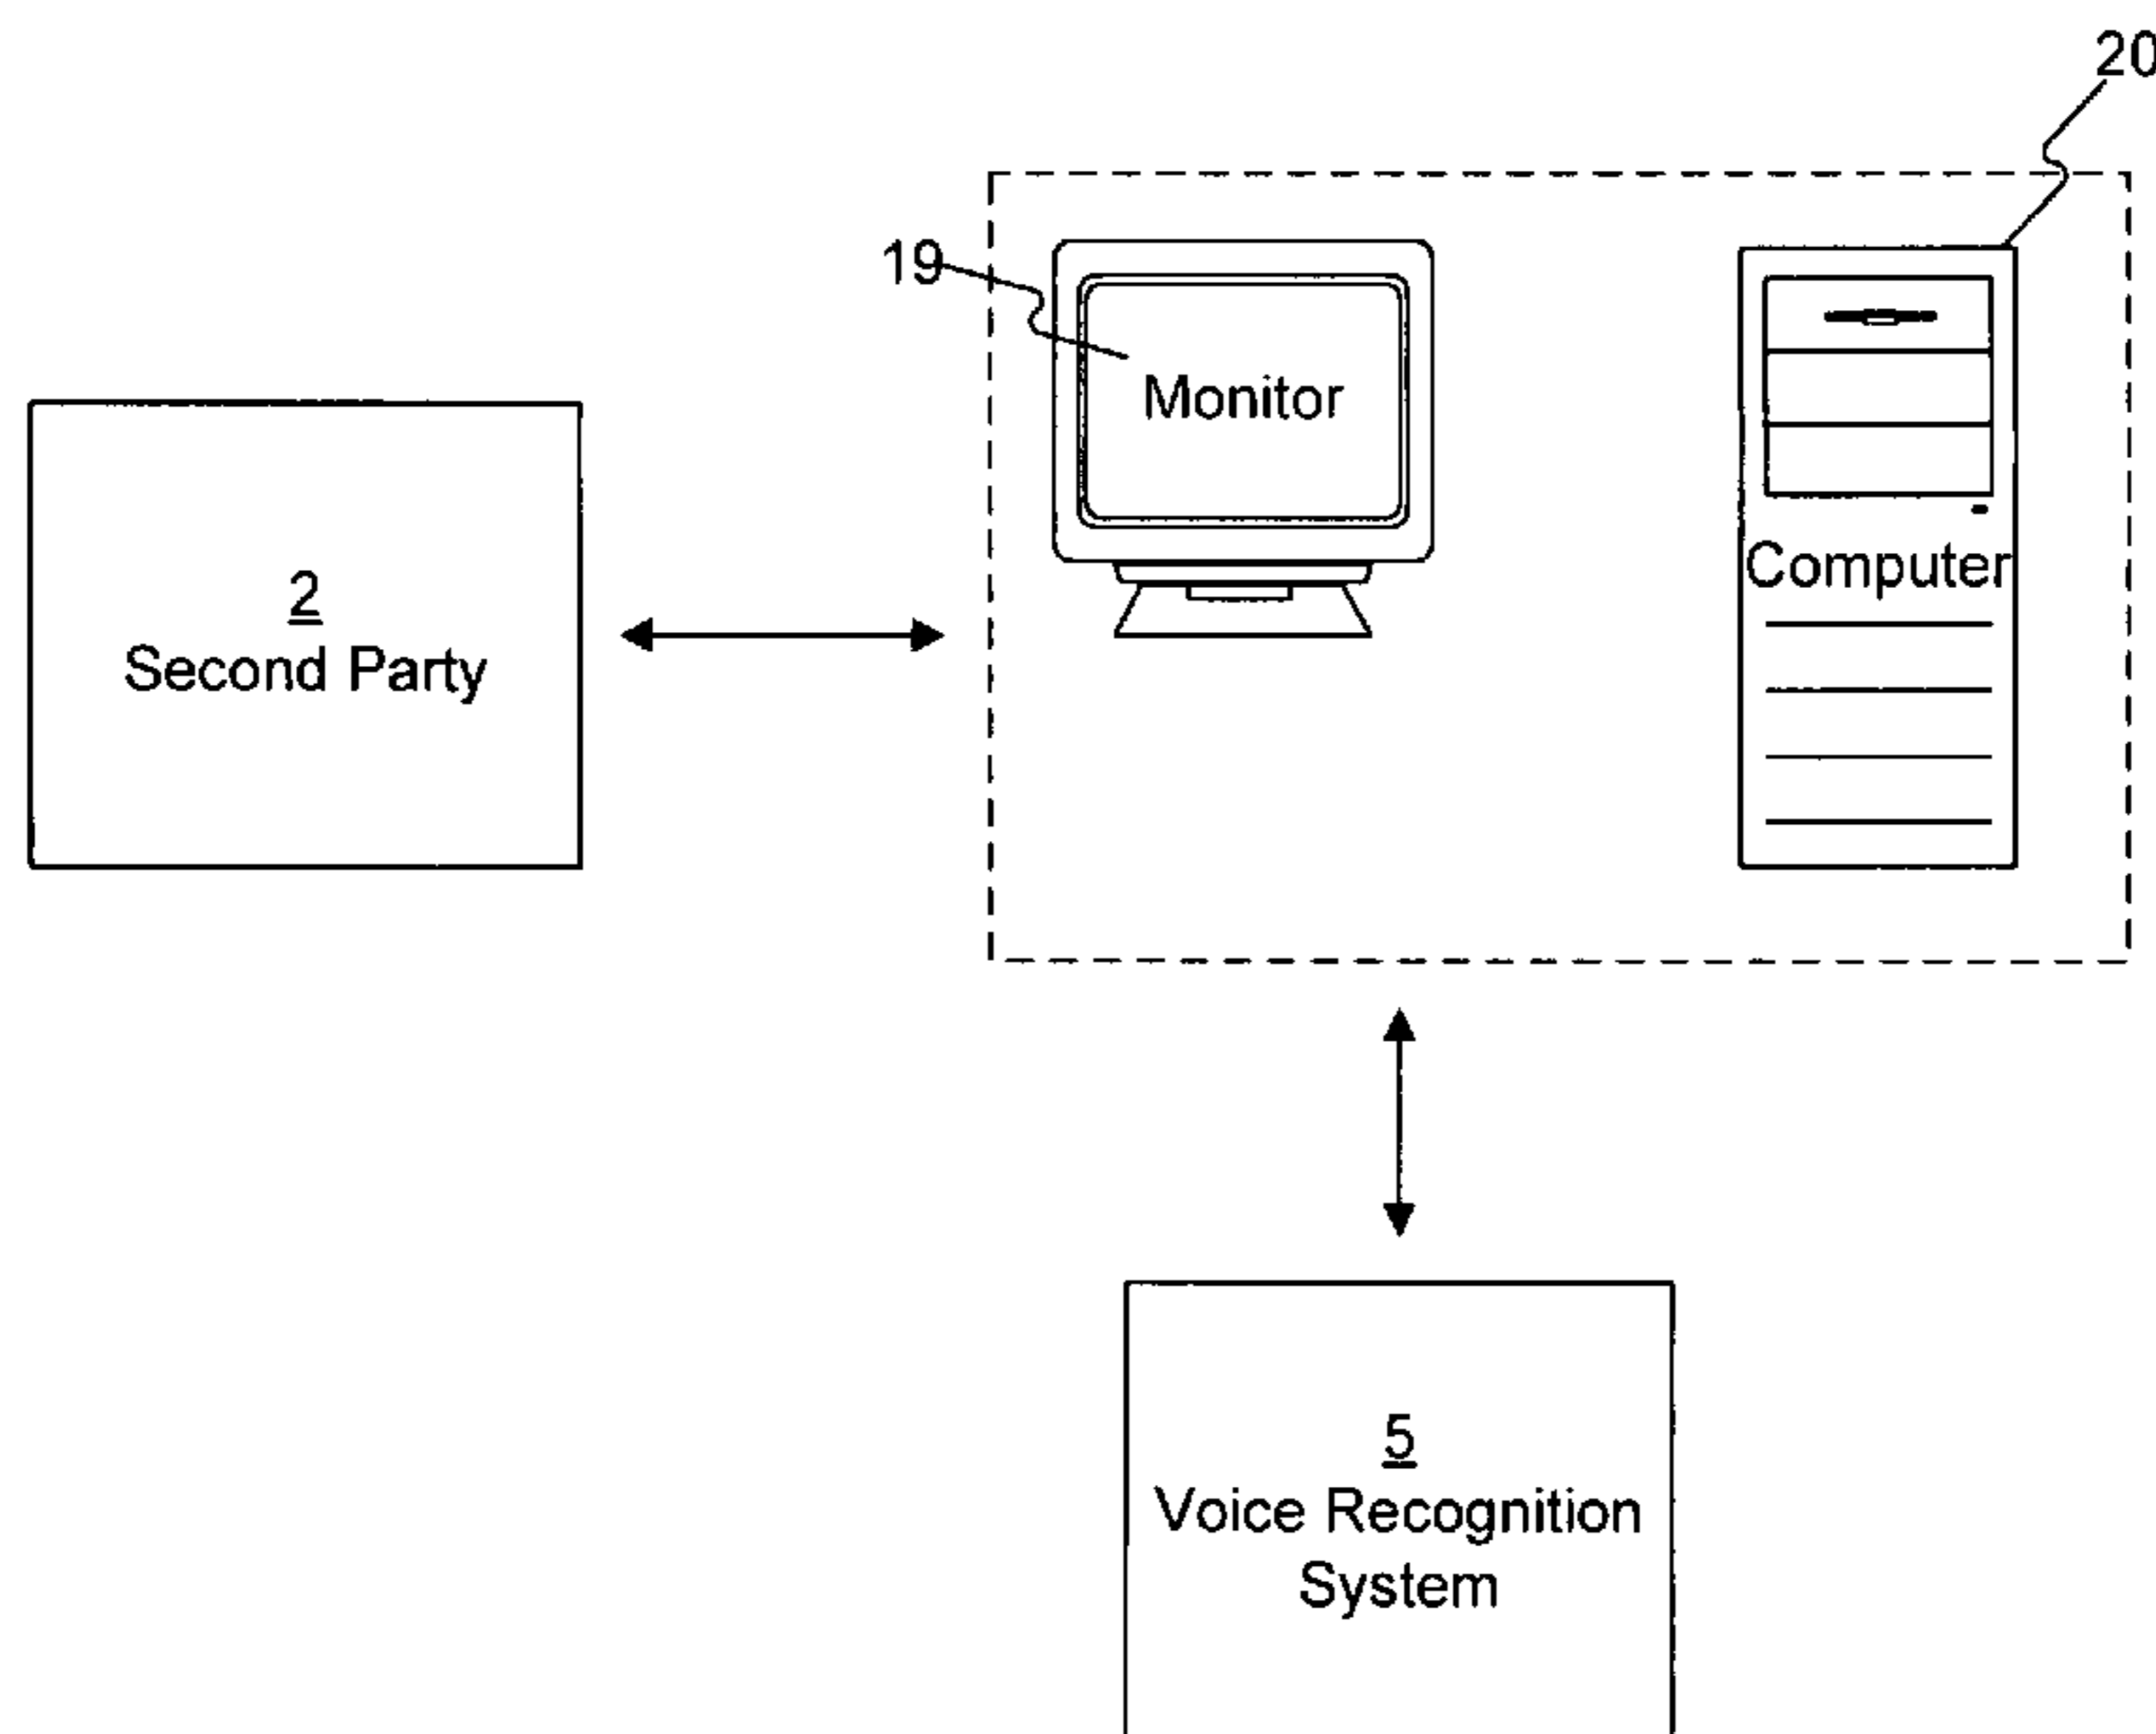 20
19
Monitor
Computer
2
Second Party
5
Voice Recognition
System